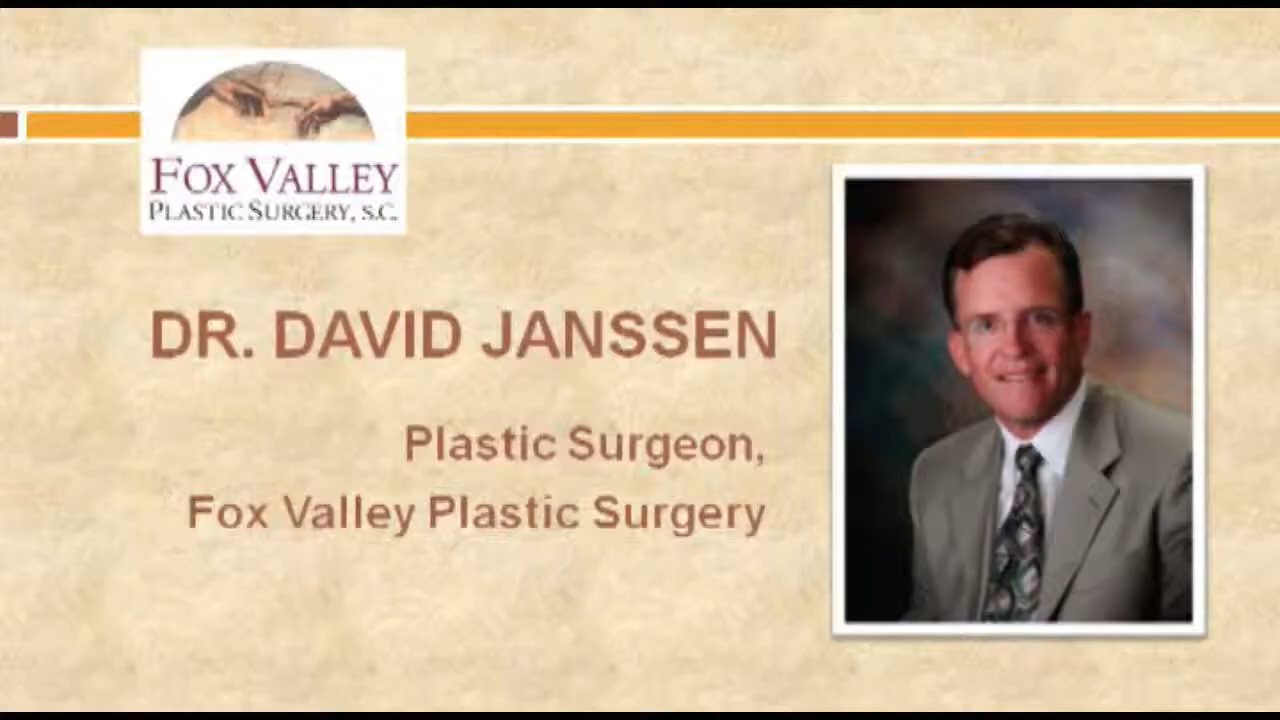 FOX VALLEY
PLASTIC SURGERY, S.C.
DR. DAVID JANSSEN
Plastic Surgeon,
Fox Valley Plastic Surgery